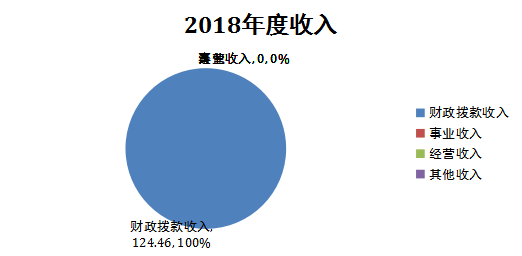 2018年度收入
收入,0,0%
财政拨款收入
事业收入
经营收入
其他收入
财政拨款收入,
124.46,100%